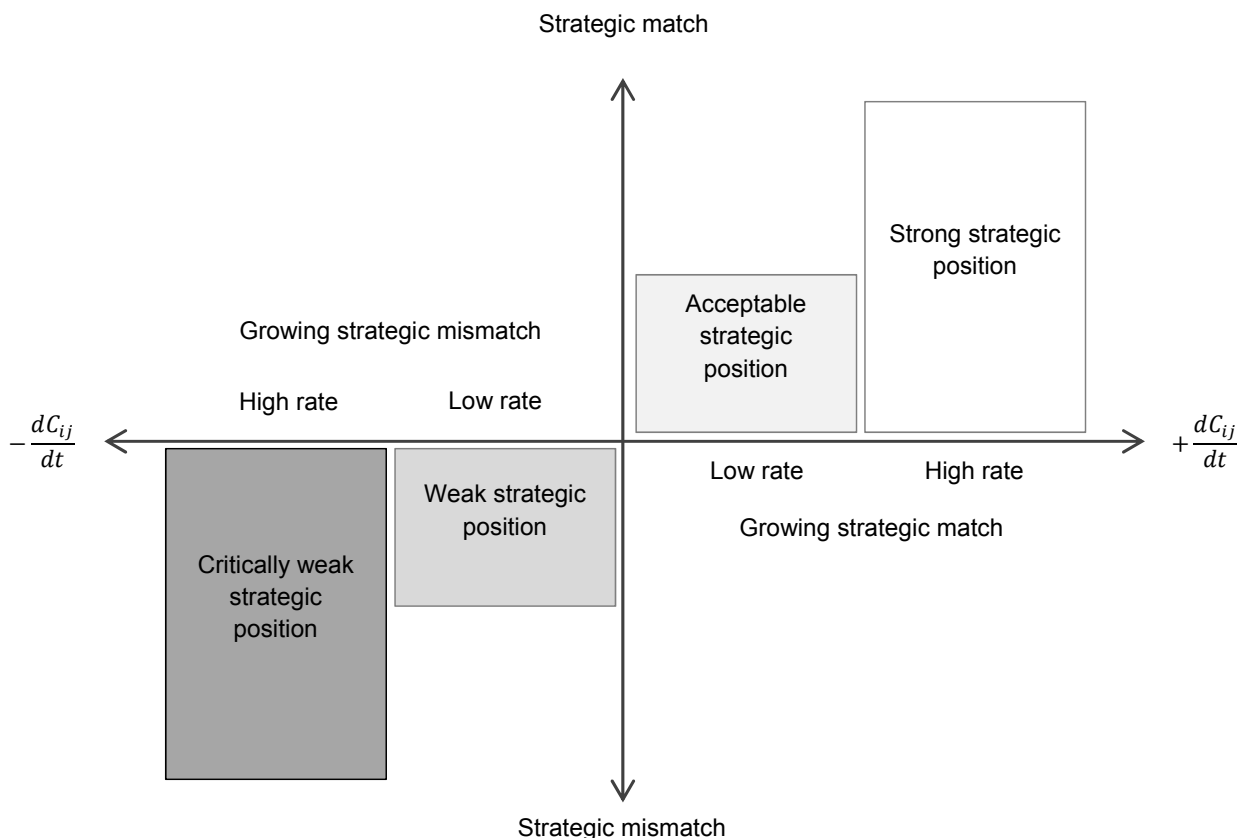 Strategic match
Strong strategic
position
Acceptable
strategic
position
Growing strategic mismatch
High rate
Low rate
− dC_ij / dt
+ dC_ij / dt
Low rate
High rate
Growing strategic match
Weak strategic
position
Critically weak
strategic
position
Strategic mismatch